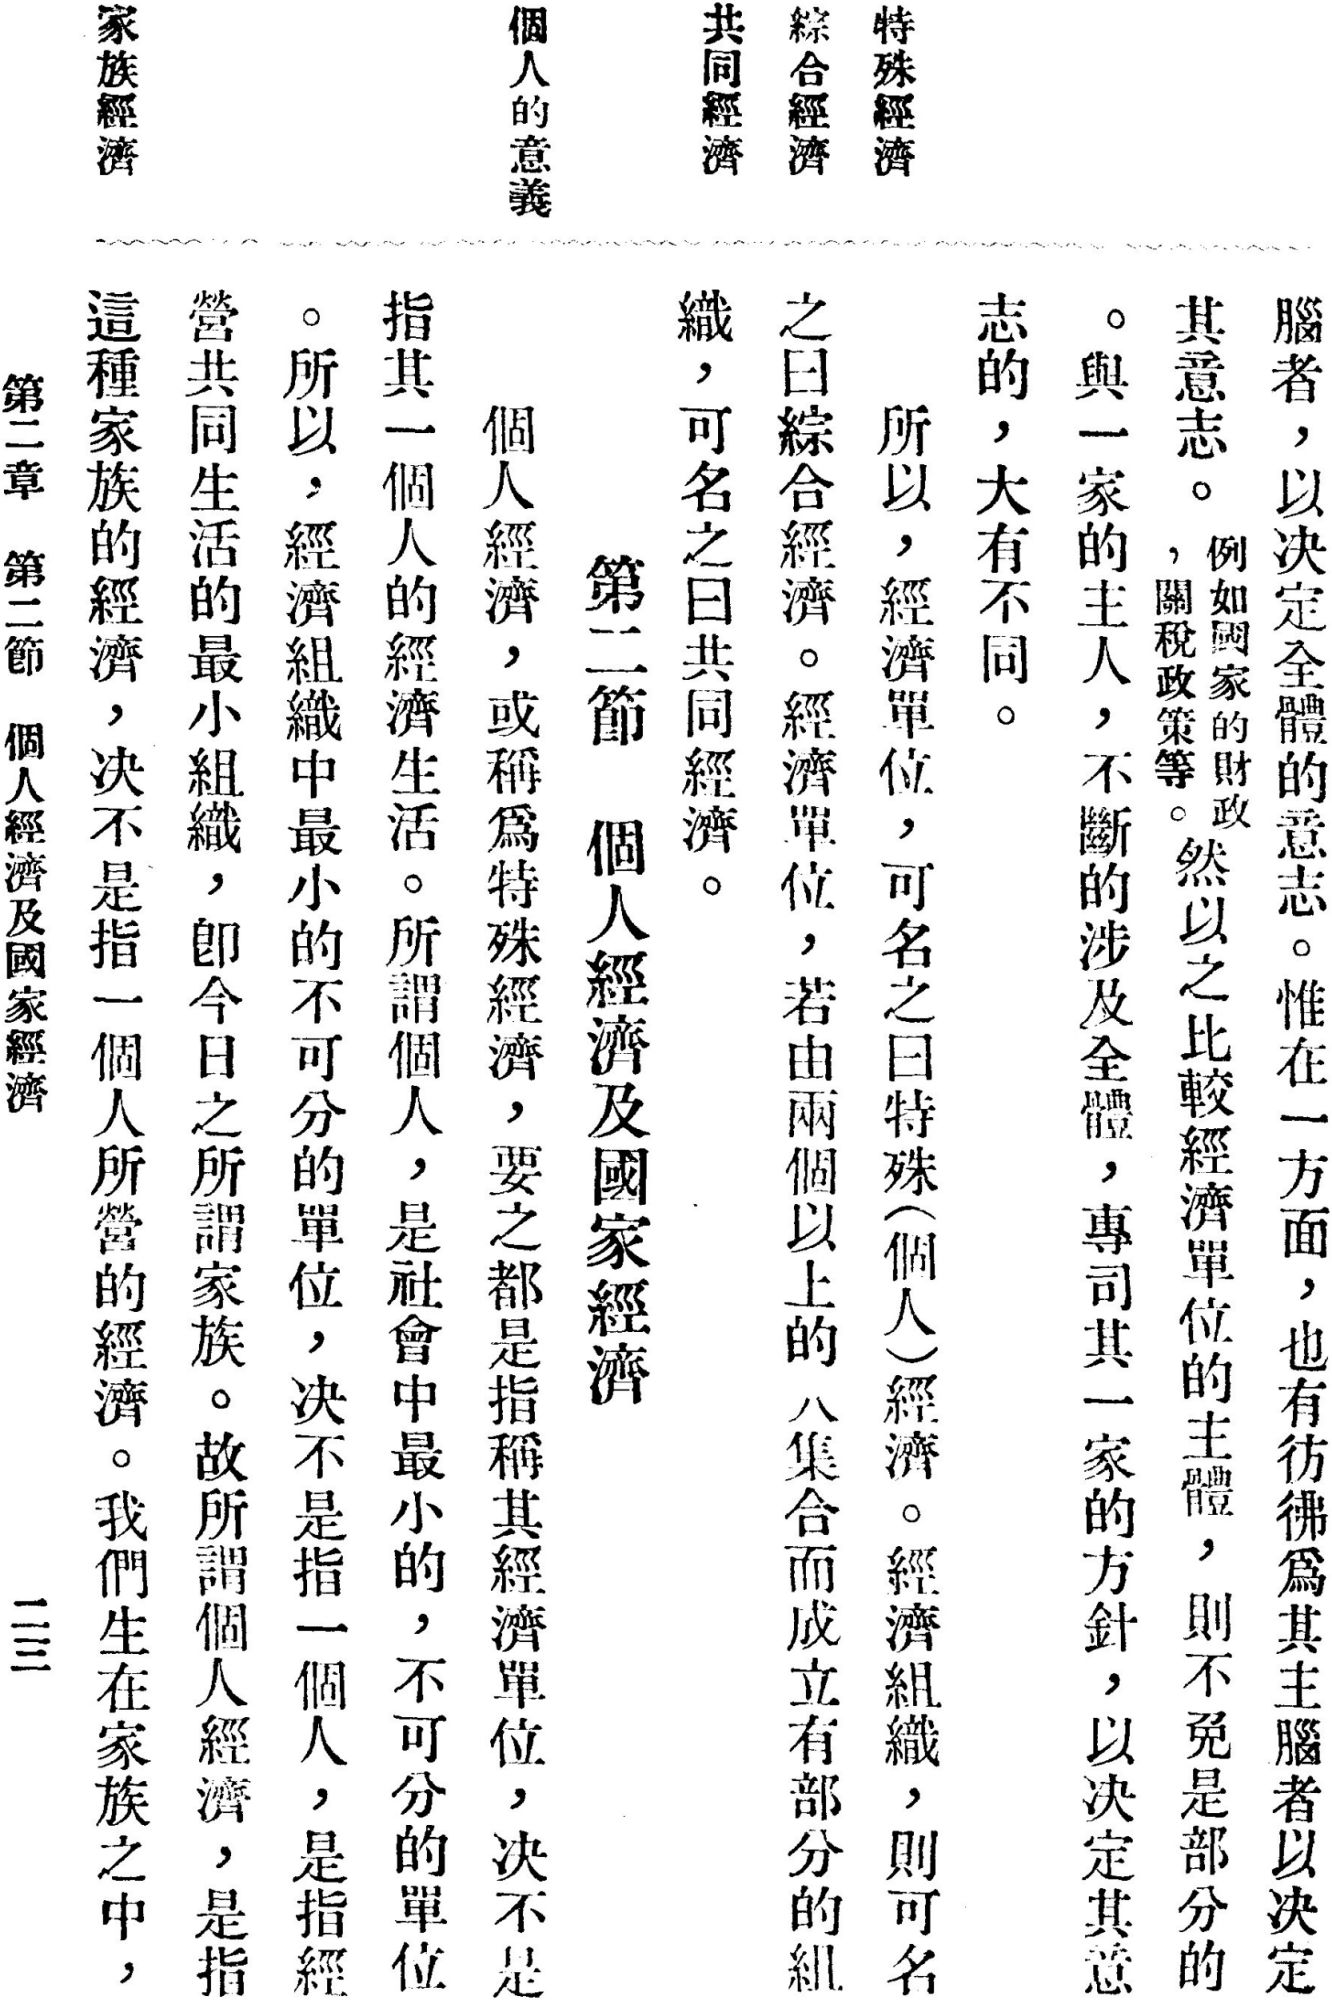 特殊經濟
綜合經濟
共同經濟
個人的意義
家族經濟
腦者，以決定全體的意志。惟在一方面，也有彷彿爲其主腦者以決定
其意志。例如國家的財政，關稅政策等。然以之比較經濟單位的主體，則不免是部分的
。與一家的主人，不斷的涉及全體，專司其一家的方針，以決定其意
志的，大有不同。
所以，經濟單位，可名之曰特殊（個人）經濟。經濟組織，則可名
之曰綜合經濟。經濟單位，若由兩個以上的人集合而成立有部分的組
織，可名之曰共同經濟。
第二節　個人經濟及國家經濟
個人經濟，或稱爲特殊經濟，要之都是指稱其經濟單位，决不是
指其一個人的經濟生活。所謂個人，是社會中最小的，不可分的單位
。所以，經濟組織中最小的不可分的單位，决不是指一個人，是指經
營共同生活的最小組織，卽今日之所謂家族。故所謂個人經濟，是指
這種家族的經濟，决不是指一個人所營的經濟。我們生在家族之中，
第二章　第二節　個人經濟及國家經濟
二三